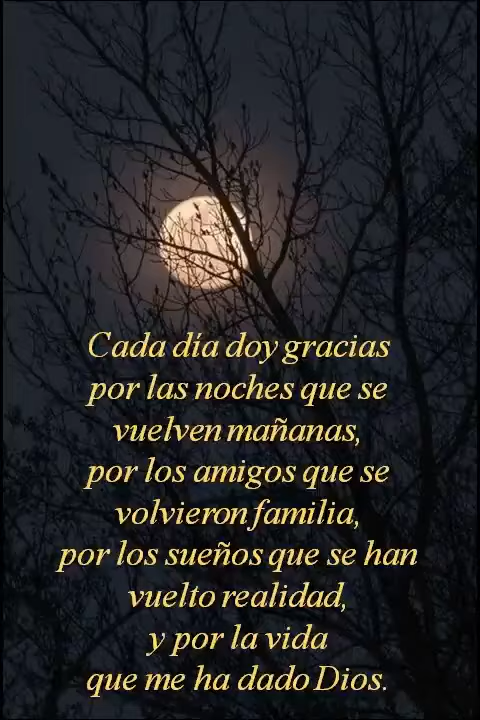 Cada día doy gracias
por las noches que se
vuelven mañanas,
por los amigos que se
volvieron familia,
por los sueños que se han
vuelto realidad,
y por la vida
que me ha dado Dios.